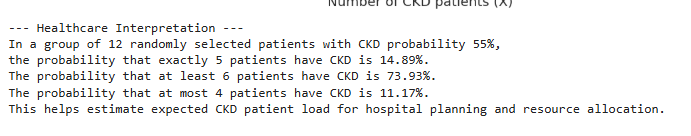 Number of CKD patients (X)
--- Healthcare Interpretation ---
In a group of 12 randomly selected patients with CKD probability 55%,
the probability that exactly 5 patients have CKD is 14.89%.
The probability that at least 6 patients have CKD is 73.93%.
The probability that at most 4 patients have CKD is 11.17%.
This helps estimate expected CKD patient load for hospital planning and resource allocation.